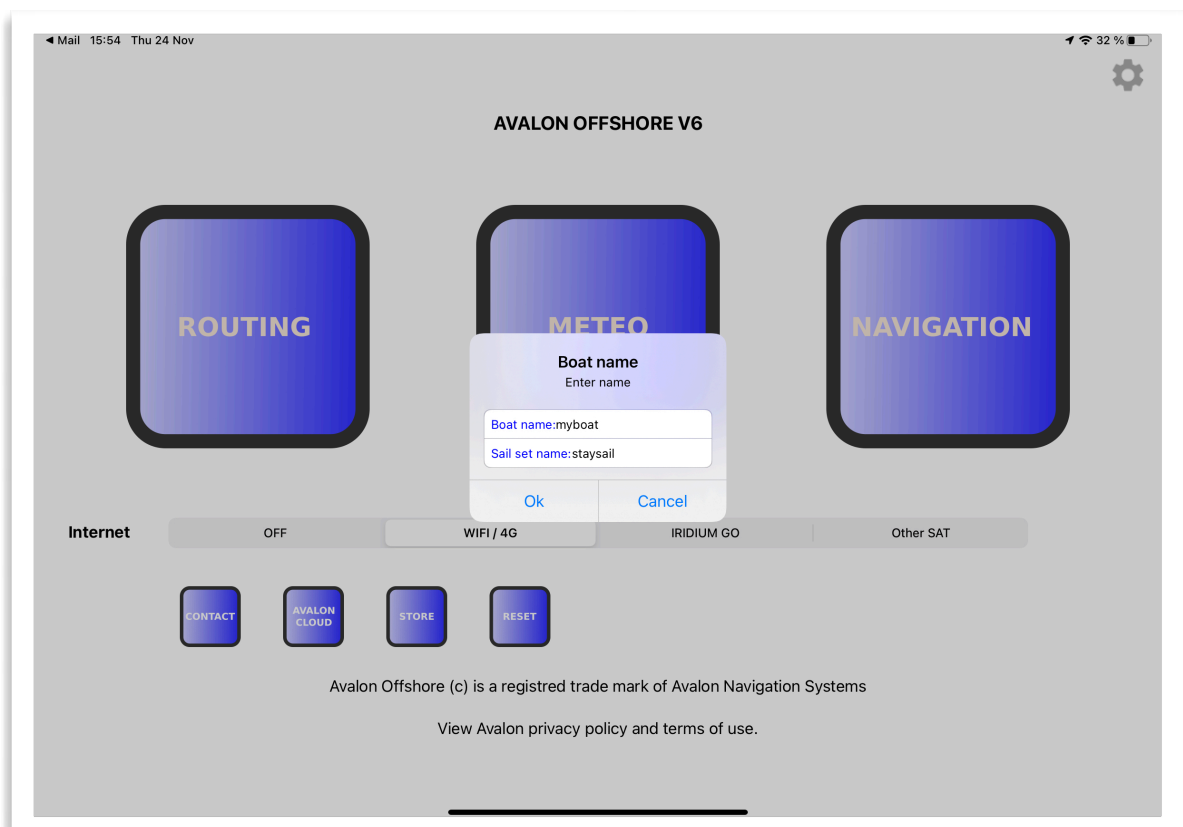 ◀ Mail 15:54 Thu 24 Nov 32 %
AVALON OFFSHORE V6
ROUTING METEO NAVIGATION
Boat name
Enter name
Boat name:myboat
Sail set name:staysail
Ok Cancel
Internet OFF WIFI / 4G IRIDIUM GO Other SAT
CONTACT AVALON CLOUD STORE RESET
Avalon Offshore (c) is a registred trade mark of Avalon Navigation Systems
View Avalon privacy policy and terms of use.